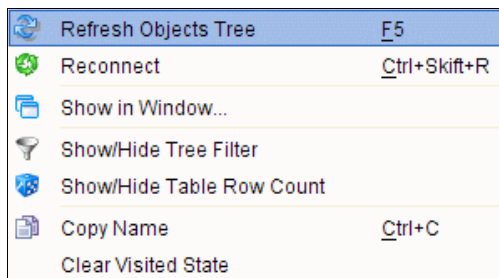 Refresh Objects Tree F5
Reconnect Ctrl+Skift+R
Show in Window...
Show/Hide Tree Filter
Show/Hide Table Row Count
Copy Name Ctrl+C
Clear Visited State